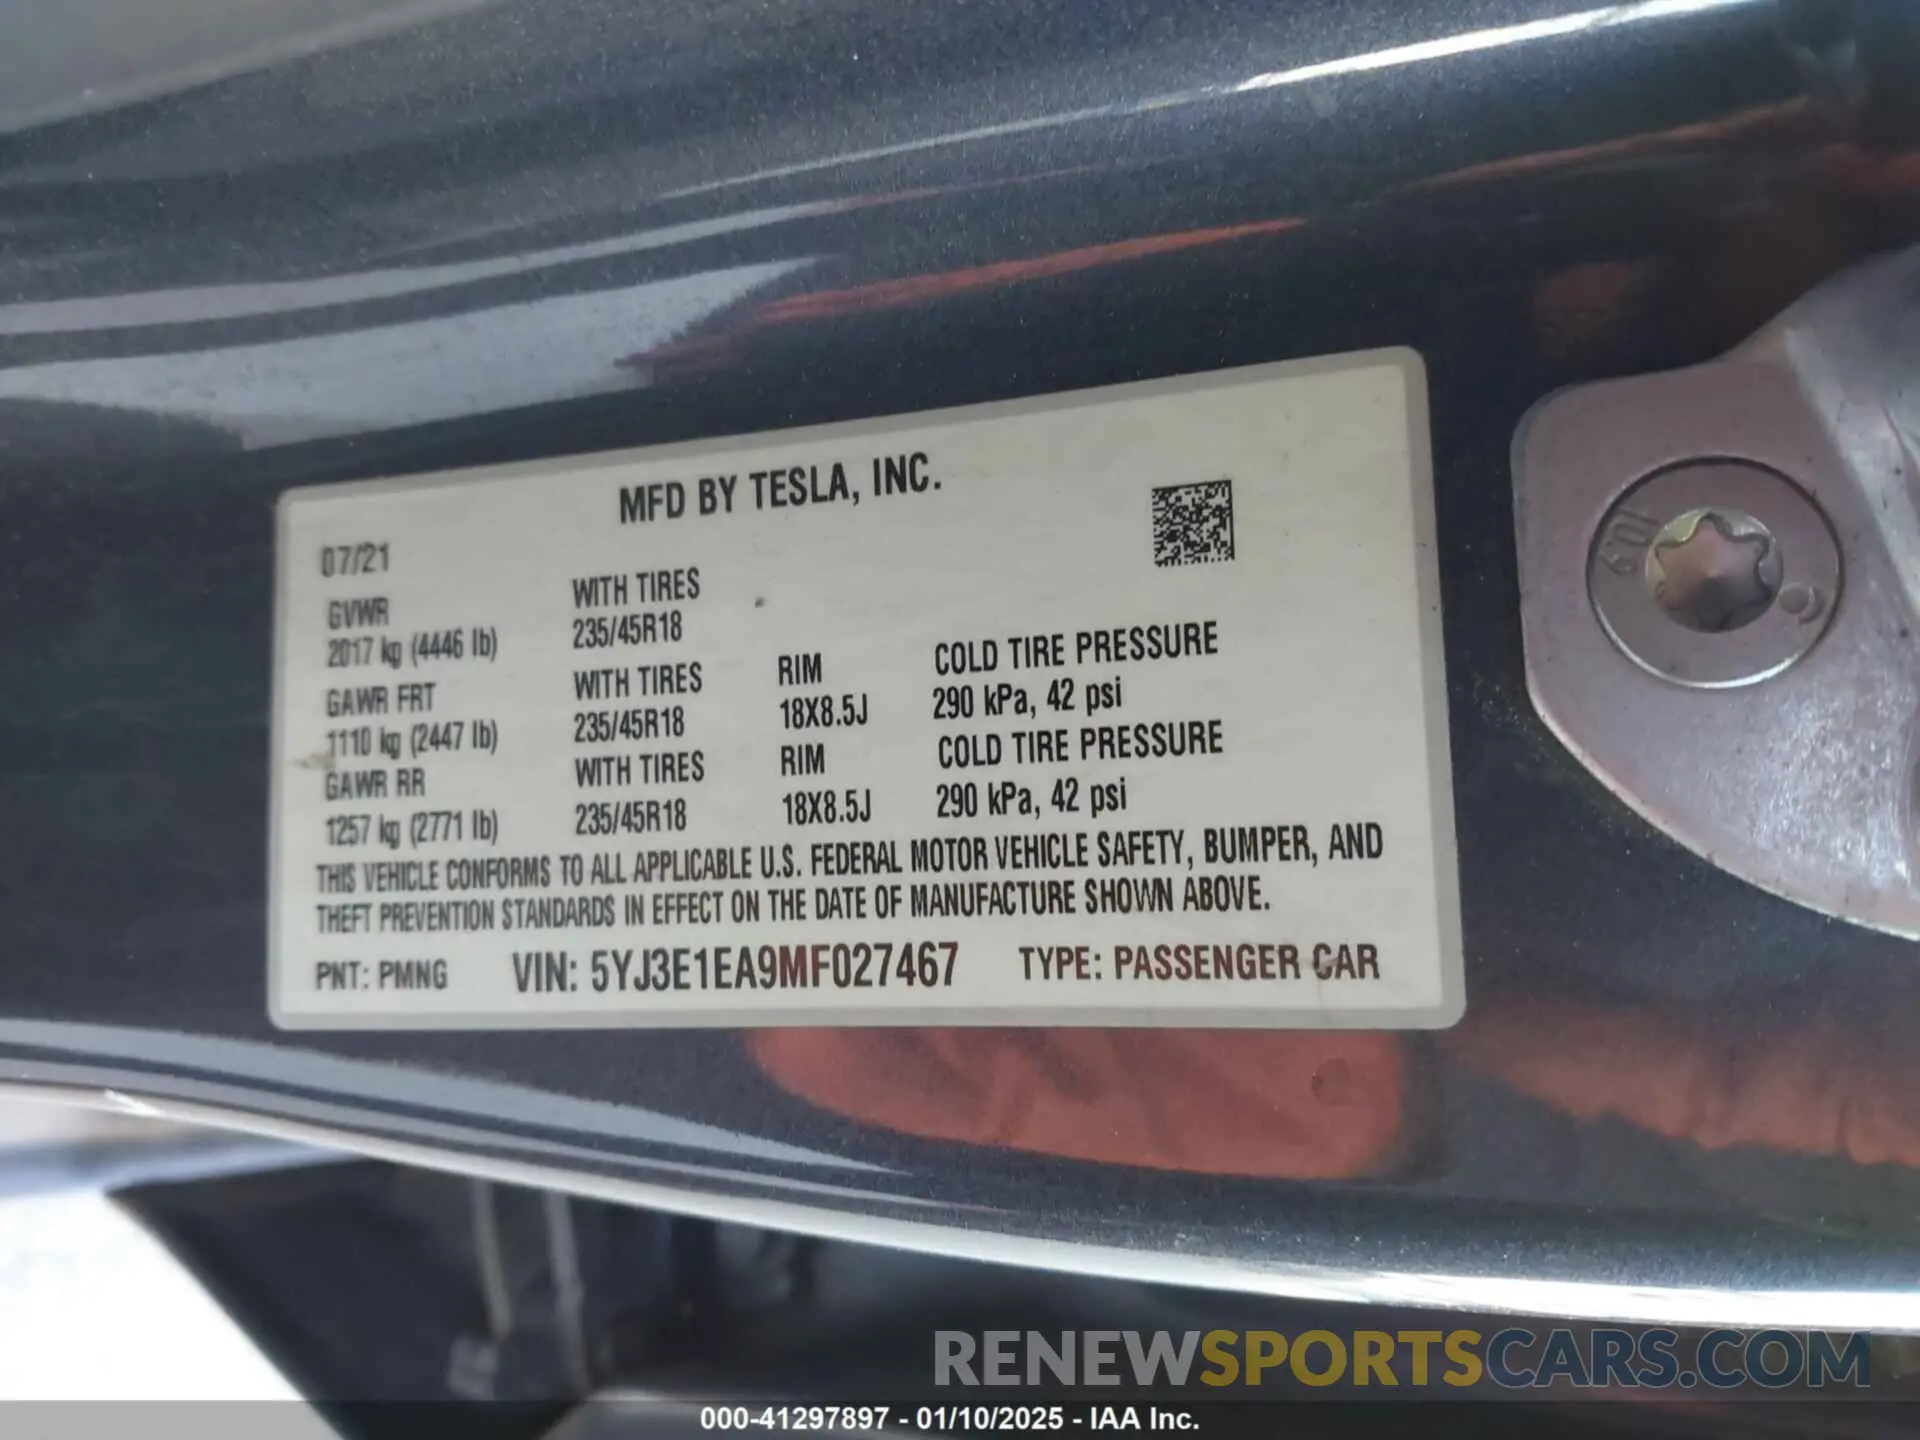 MFD BY TESLA, INC.
07/21
GVWR
2017 kg (4446 lb)
WITH TIRES
235/45R18
GAWR FRT
1110 kg (2447 lb)
WITH TIRES
235/45R18
RIM
18X8.5J
COLD TIRE PRESSURE
290 kPa, 42 psi
GAWR RR
1257 kg (2771 lb)
WITH TIRES
235/45R18
RIM
18X8.5J
COLD TIRE PRESSURE
290 kPa, 42 psi
THIS VEHICLE CONFORMS TO ALL APPLICABLE U.S. FEDERAL MOTOR VEHICLE SAFETY, BUMPER, AND
THEFT PREVENTION STANDARDS IN EFFECT ON THE DATE OF MANUFACTURE SHOWN ABOVE.
PNT: PMNG VIN: 5YJ3E1EA9MF027467 TYPE: PASSENGER CAR
10.9
RENEWSPORTSCARS.COM
000-41297897 - 01/10/2025 - IAA Inc.